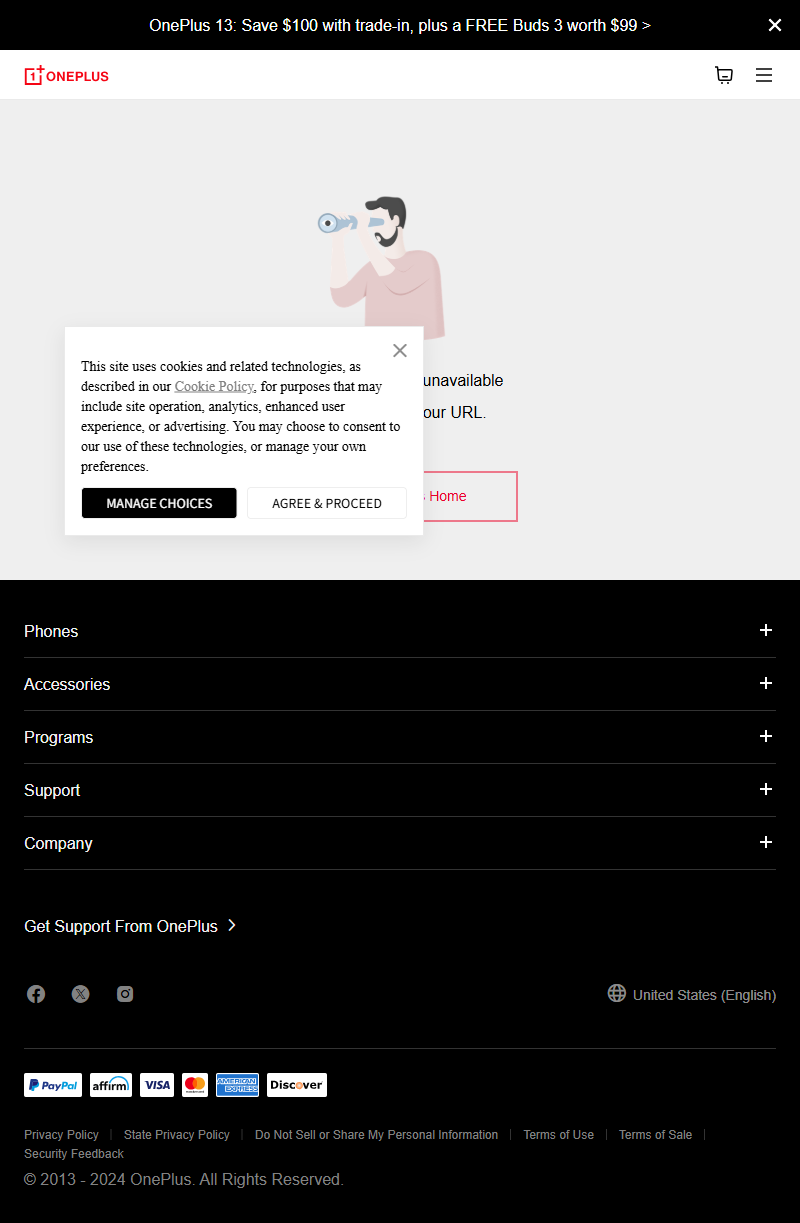 OnePlus 13: Save $100 with trade-in, plus a FREE Buds 3 worth $99 >
1+ ONEPLUS
This site uses cookies and related technologies, as
described in our Cookie Policy, for purposes that may
include site operation, analytics, enhanced user
experience, or advertising. You may choose to consent to
our use of these technologies, or manage your own
preferences.
MANAGE CHOICES
AGREE & PROCEED
unavailable
our URL.
Home
Phones
Accessories
Programs
Support
Company
Get Support From OnePlus
United States (English)
PayPal affirm VISA mastercard AMERICAN EXPRESS Discover
Privacy Policy | State Privacy Policy | Do Not Sell or Share My Personal Information | Terms of Use | Terms of Sale |
Security Feedback
© 2013 - 2024 OnePlus. All Rights Reserved.